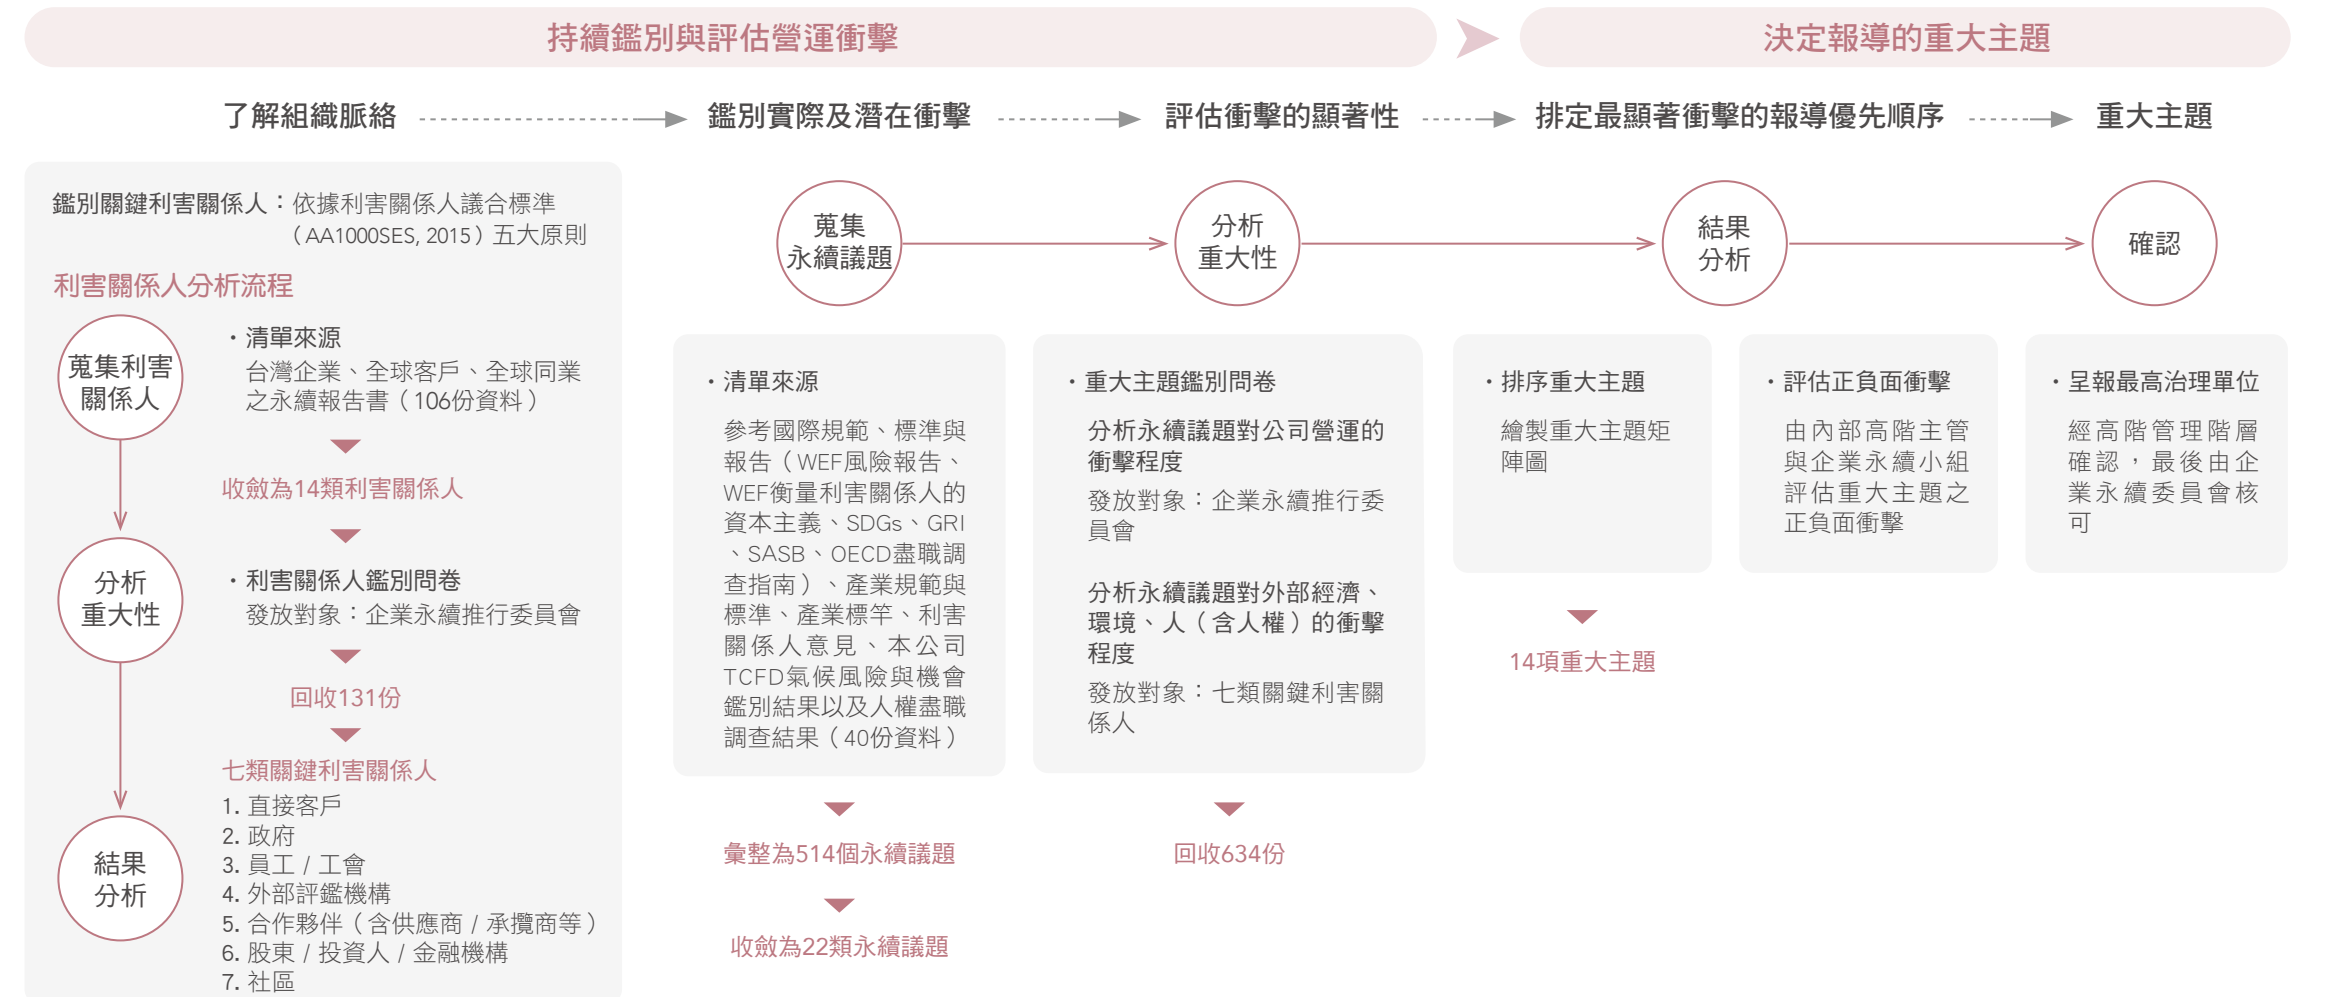 持續鑑別與評估營運衝擊
決定報導的重大主題
了解組織脈絡
鑑別實際及潛在衝擊
評估衝擊的顯著性
排定最顯著衝擊的報導優先順序
重大主題
鑑別關鍵利害關係人：依據利害關係人議合標準
（AA1000SES, 2015）五大原則
利害關係人分析流程
蒐集利害
關係人
・清單來源
台灣企業、全球客戶、全球同業
之永續報告書（106份資料）
收斂為14類利害關係人
分析
重大性
・利害關係人鑑別問卷
發放對象：企業永續推行委員會
回收131份
七類關鍵利害關係人
結果
分析
1. 直接客戶
2. 政府
3. 員工 / 工會
4. 外部評鑑機構
5. 合作夥伴（含供應商 / 承攬商等）
6. 股東 / 投資人 / 金融機構
7. 社區
蒐集
永續議題
・清單來源
參考國際規範、標準與
報告（WEF風險報告、
WEF衡量利害關係人的
資本主義、SDGs、GRI
、SASB、OECD盡職調
查指南）、產業規範與
標準、產業標竿、利害
關係人意見、本公司
TCFD氣候風險與機會
鑑別結果以及人權盡職
調查結果（40份資料）
彙整為514個永續議題
收斂為22類永續議題
分析
重大性
・重大主題鑑別問卷
分析永續議題對公司營運的
衝擊程度
發放對象：企業永續推行委
員會
分析永續議題對外部經濟、
環境、人（含人權）的衝擊
程度
發放對象：七類關鍵利害關
係人
回收634份
結果
分析
・排序重大主題
繪製重大主題矩
陣圖
14項重大主題
・評估正負面衝擊
由內部高階主管
與企業永續小組
評估重大主題之
正負面衝擊
確認
・呈報最高治理單位
經高階管理階層
確認，最後由企
業永續委員會核
可